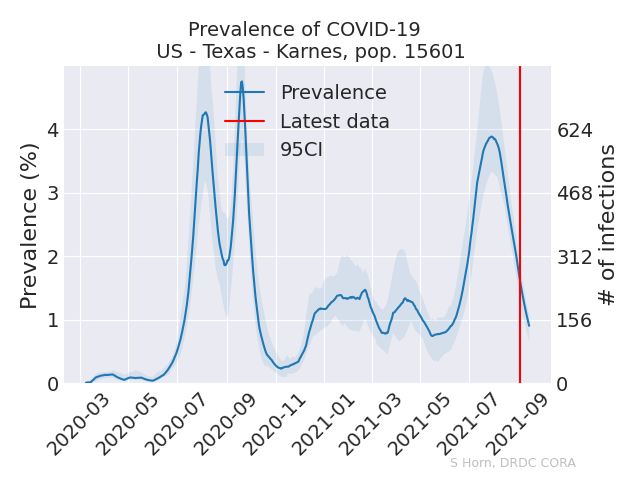 Prevalence of COVID-19
US - Texas - Karnes, pop. 15601
Prevalence
Latest data
95CI
Prevalence (%)
4
3
2
1
0
624
468
312
156
0
# of infections
2020-03
2020-05
2020-07
2020-09
2020-11
2021-01
2021-03
2021-05
2021-07
2021-09
S Horn, DRDC CORA